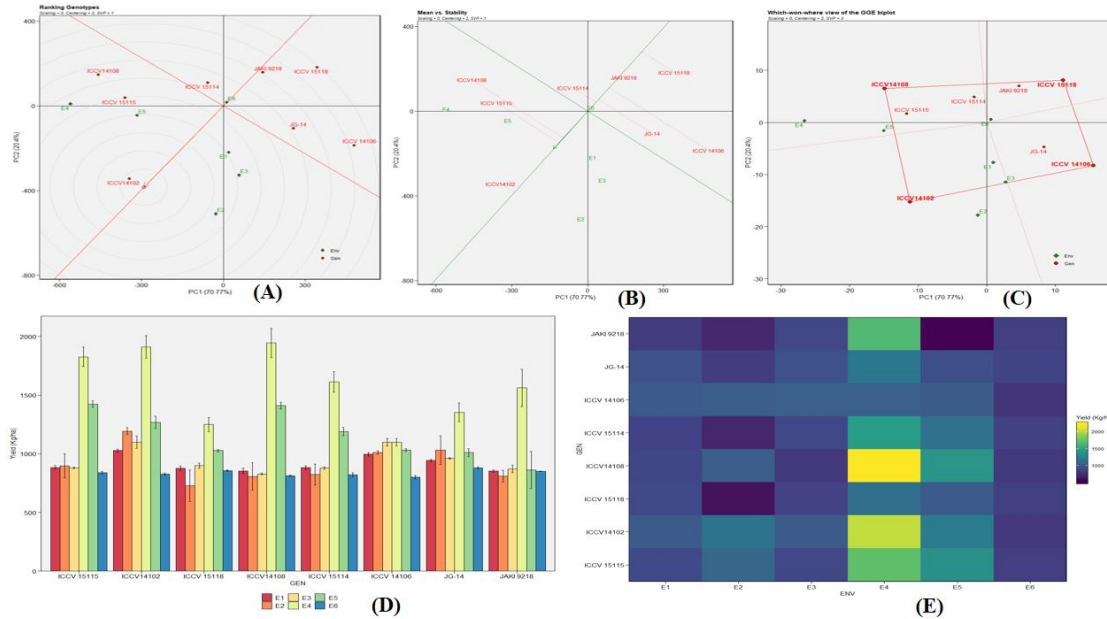 Ranking Genotypes
Scaling = 0, Centering = 2, SVP = 1
400
0
-400
-800
PC2 (20.4%)
ICCV14108
ICCV 15115
ICCV 15114
JAKI 9218
ICCV 15118
JG-14
ICCV 14106
ICCV14102
E4
E5
E6
E1
E3
E2
Env
Gen
-600
-300
0
300
PC1 (70.77%)
(A)
Mean vs. Stability
Scaling = 0, Centering = 2, SVP = 1
400
0
-400
-800
PC2 (20.4%)
ICCV14108
ICCV 15115
ICCV 15114
JAKI 9218
ICCV 15118
JG-14
ICCV 14106
ICCV14102
E4
E5
E1
E3
E2
-600
-300
0
300
PC1 (70.77%)
(B)
Which-won-where view of the GGE biplot
20
10
0
-10
-20
-30
PC2 (20.4%)
ICCV14108
ICCV 15115
ICCV 15114
JAKI 9218
ICCV 15118
JG-14
ICCV 14106
ICCV14102
E4
E5
E6
E1
E3
E2
Env
Gen
-30
-20
-10
0
10
PC1 (70.77%)
(C)
2000
1500
1000
500
0
Yield (Kg/ha)
ICCV 15115
ICCV14102
ICCV 15118
ICCV14108
ICCV 15114
ICCV 14106
JG-14
JAKI 9218
GEN
E1
E3
E5
E2
E4
E6
(D)
JAKI 9218
JG-14
ICCV 14106
ICCV 15114
ICCV14108
ICCV 15118
ICCV14102
ICCV 15115
GEN
E1
E2
E3
E4
E5
E6
ENV
Yield (Kg/h
2000
1500
1000
(E)